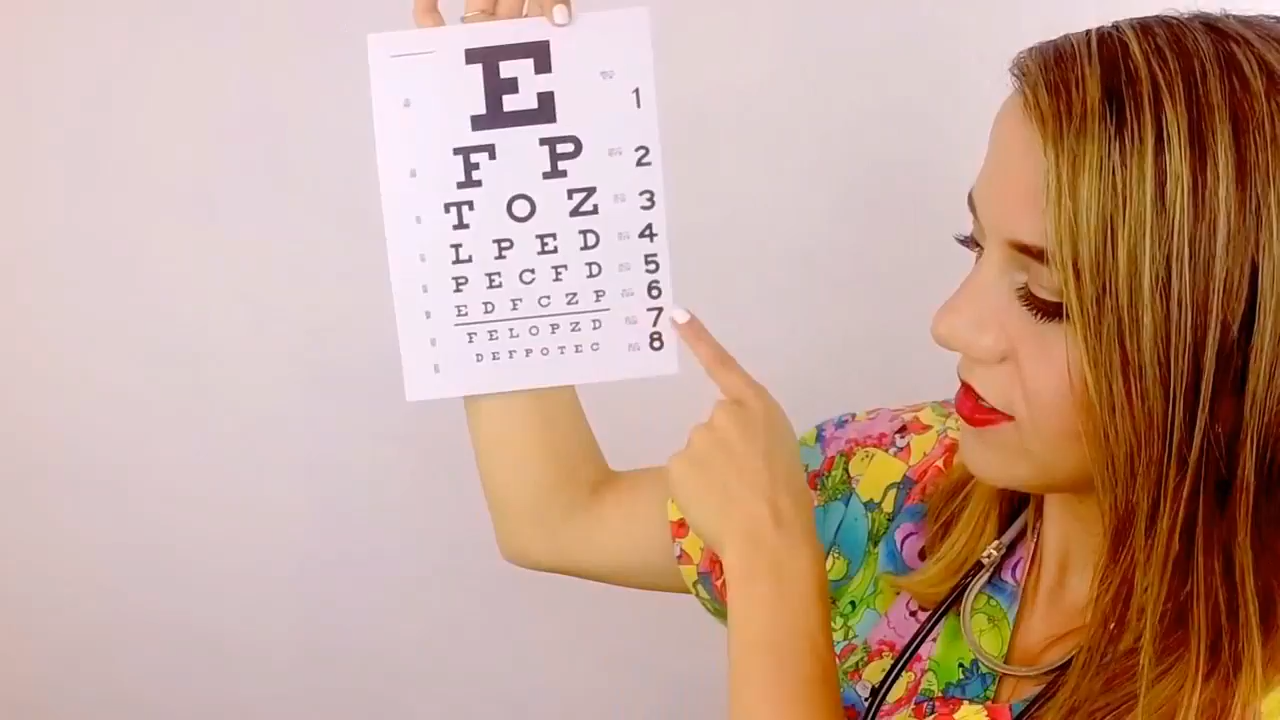 E 1
F P 2
T O Z 3
L P E D 4
P E C F D 5
E D F C Z P 6
F E L O P Z D 7
D E F P O T E C 8